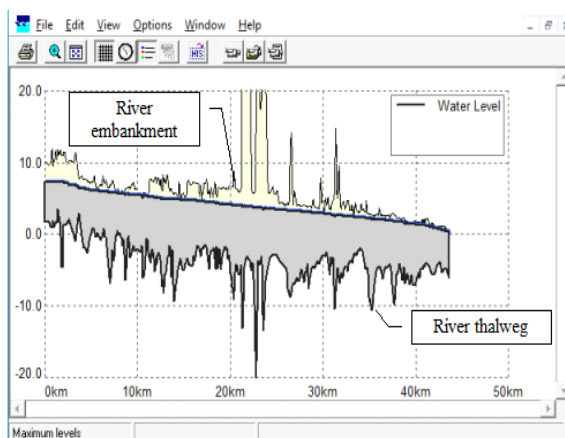 File Edit View Options Window Help
HIS
20.0
River
embankment
Water Level
10.0
0.0
-10.0
River thalweg
-20.0
0km 10km 20km 30km 40km 50km
Maximum levels